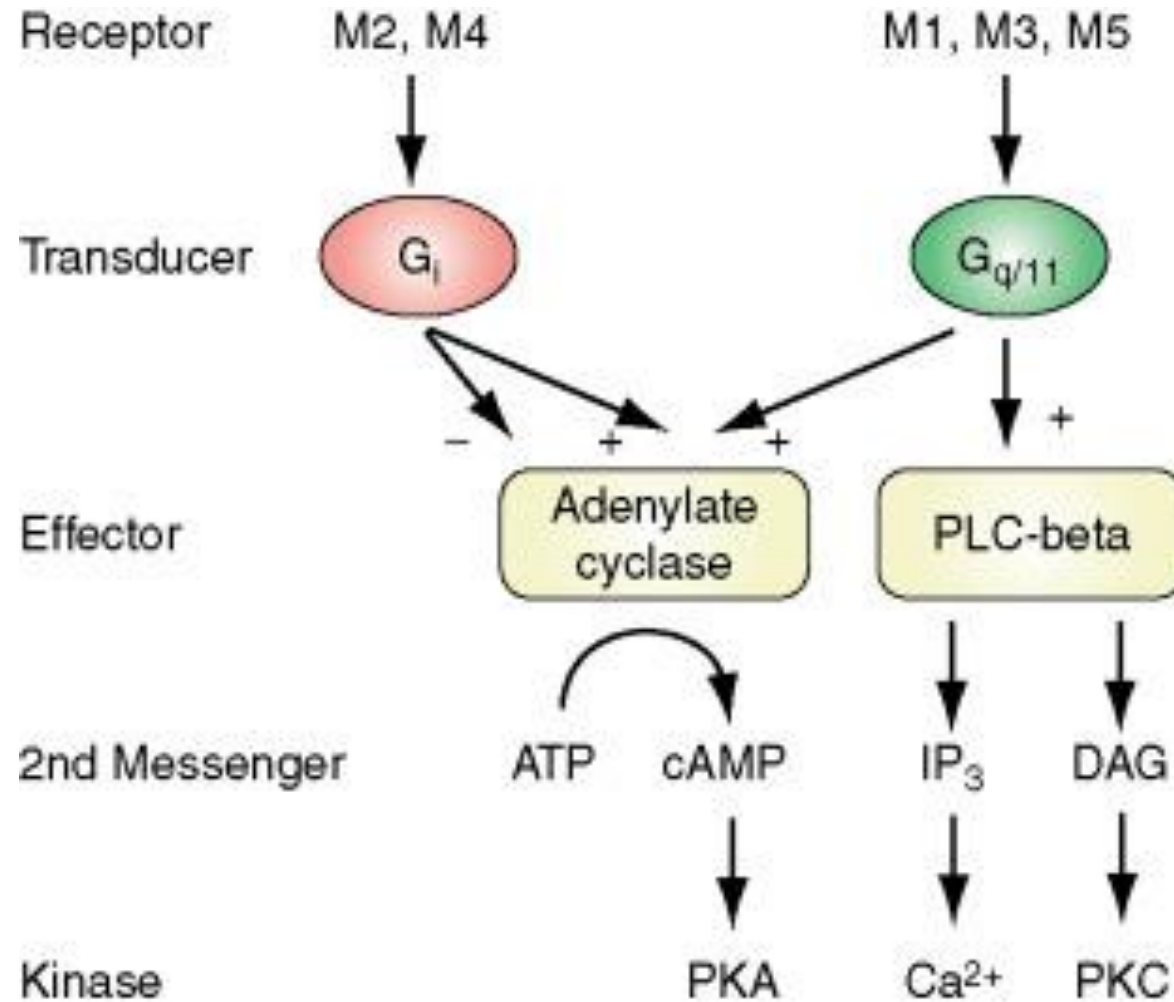 Receptor M2, M4 M1, M3, M5
Transducer Gi Gq/11
− + + +
Effector Adenylate cyclase PLC-beta
2nd Messenger ATP cAMP IP3 DAG
Kinase PKA Ca2+ PKC